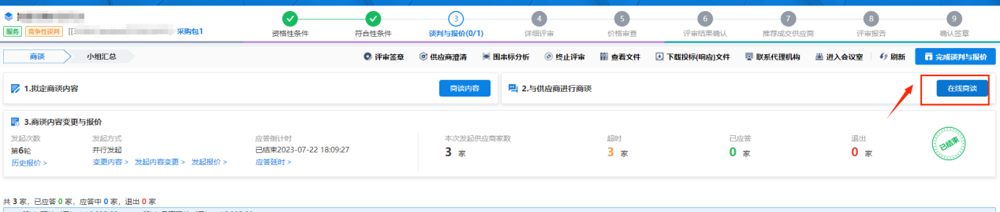 1 2 3 4 5 6 7 8 9
服务 竞争性谈判 采购包1
资格性条件 符合性条件 谈判与报价(0/1) 详细评审 价格审查 评审结果确认 推荐成交供应商 评审报告 确认签章
商谈 小组汇总 评审签章 供应商澄清 围串标分析 终止评审 查看文件 下载投标(响应)文件 联系代理机构 进入会议室 刷新 完成谈判与报价
1.拟定商谈内容 商谈内容 2.与供应商进行商谈 在线商谈
3.商谈内容变更与报价
发起次数 发起方式 应答倒计时 本次发起供应商家数 超时 已应答 退出
第6轮 并行发起 已结束2023-07-22 18:09:27 3 家 3 家 0 家 0 家
历史报价 > 变更内容 > 发起内容变更 > 发起报价 > 应答延时 >
已结束
共 3 家，已应答 0 家，应答中 0 家，退出 0 家